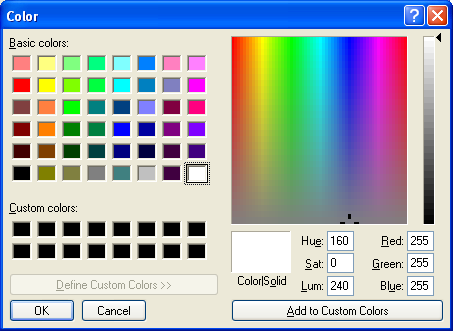 Color
Basic colors:
Custom colors:
Define Custom Colors >>
OK
Cancel
Color|Solid
Hue: 160
Sat: 0
Lum: 240
Red: 255
Green: 255
Blue: 255
Add to Custom Colors